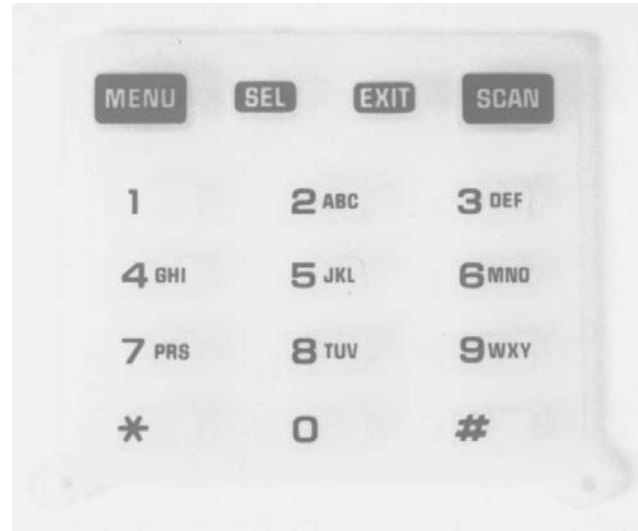 MENU SEL EXIT SCAN
1 2 ABC 3 DEF
4 GHI 5 JKL 6 MNO
7 PRS 8 TUV 9 WXY
* 0 #